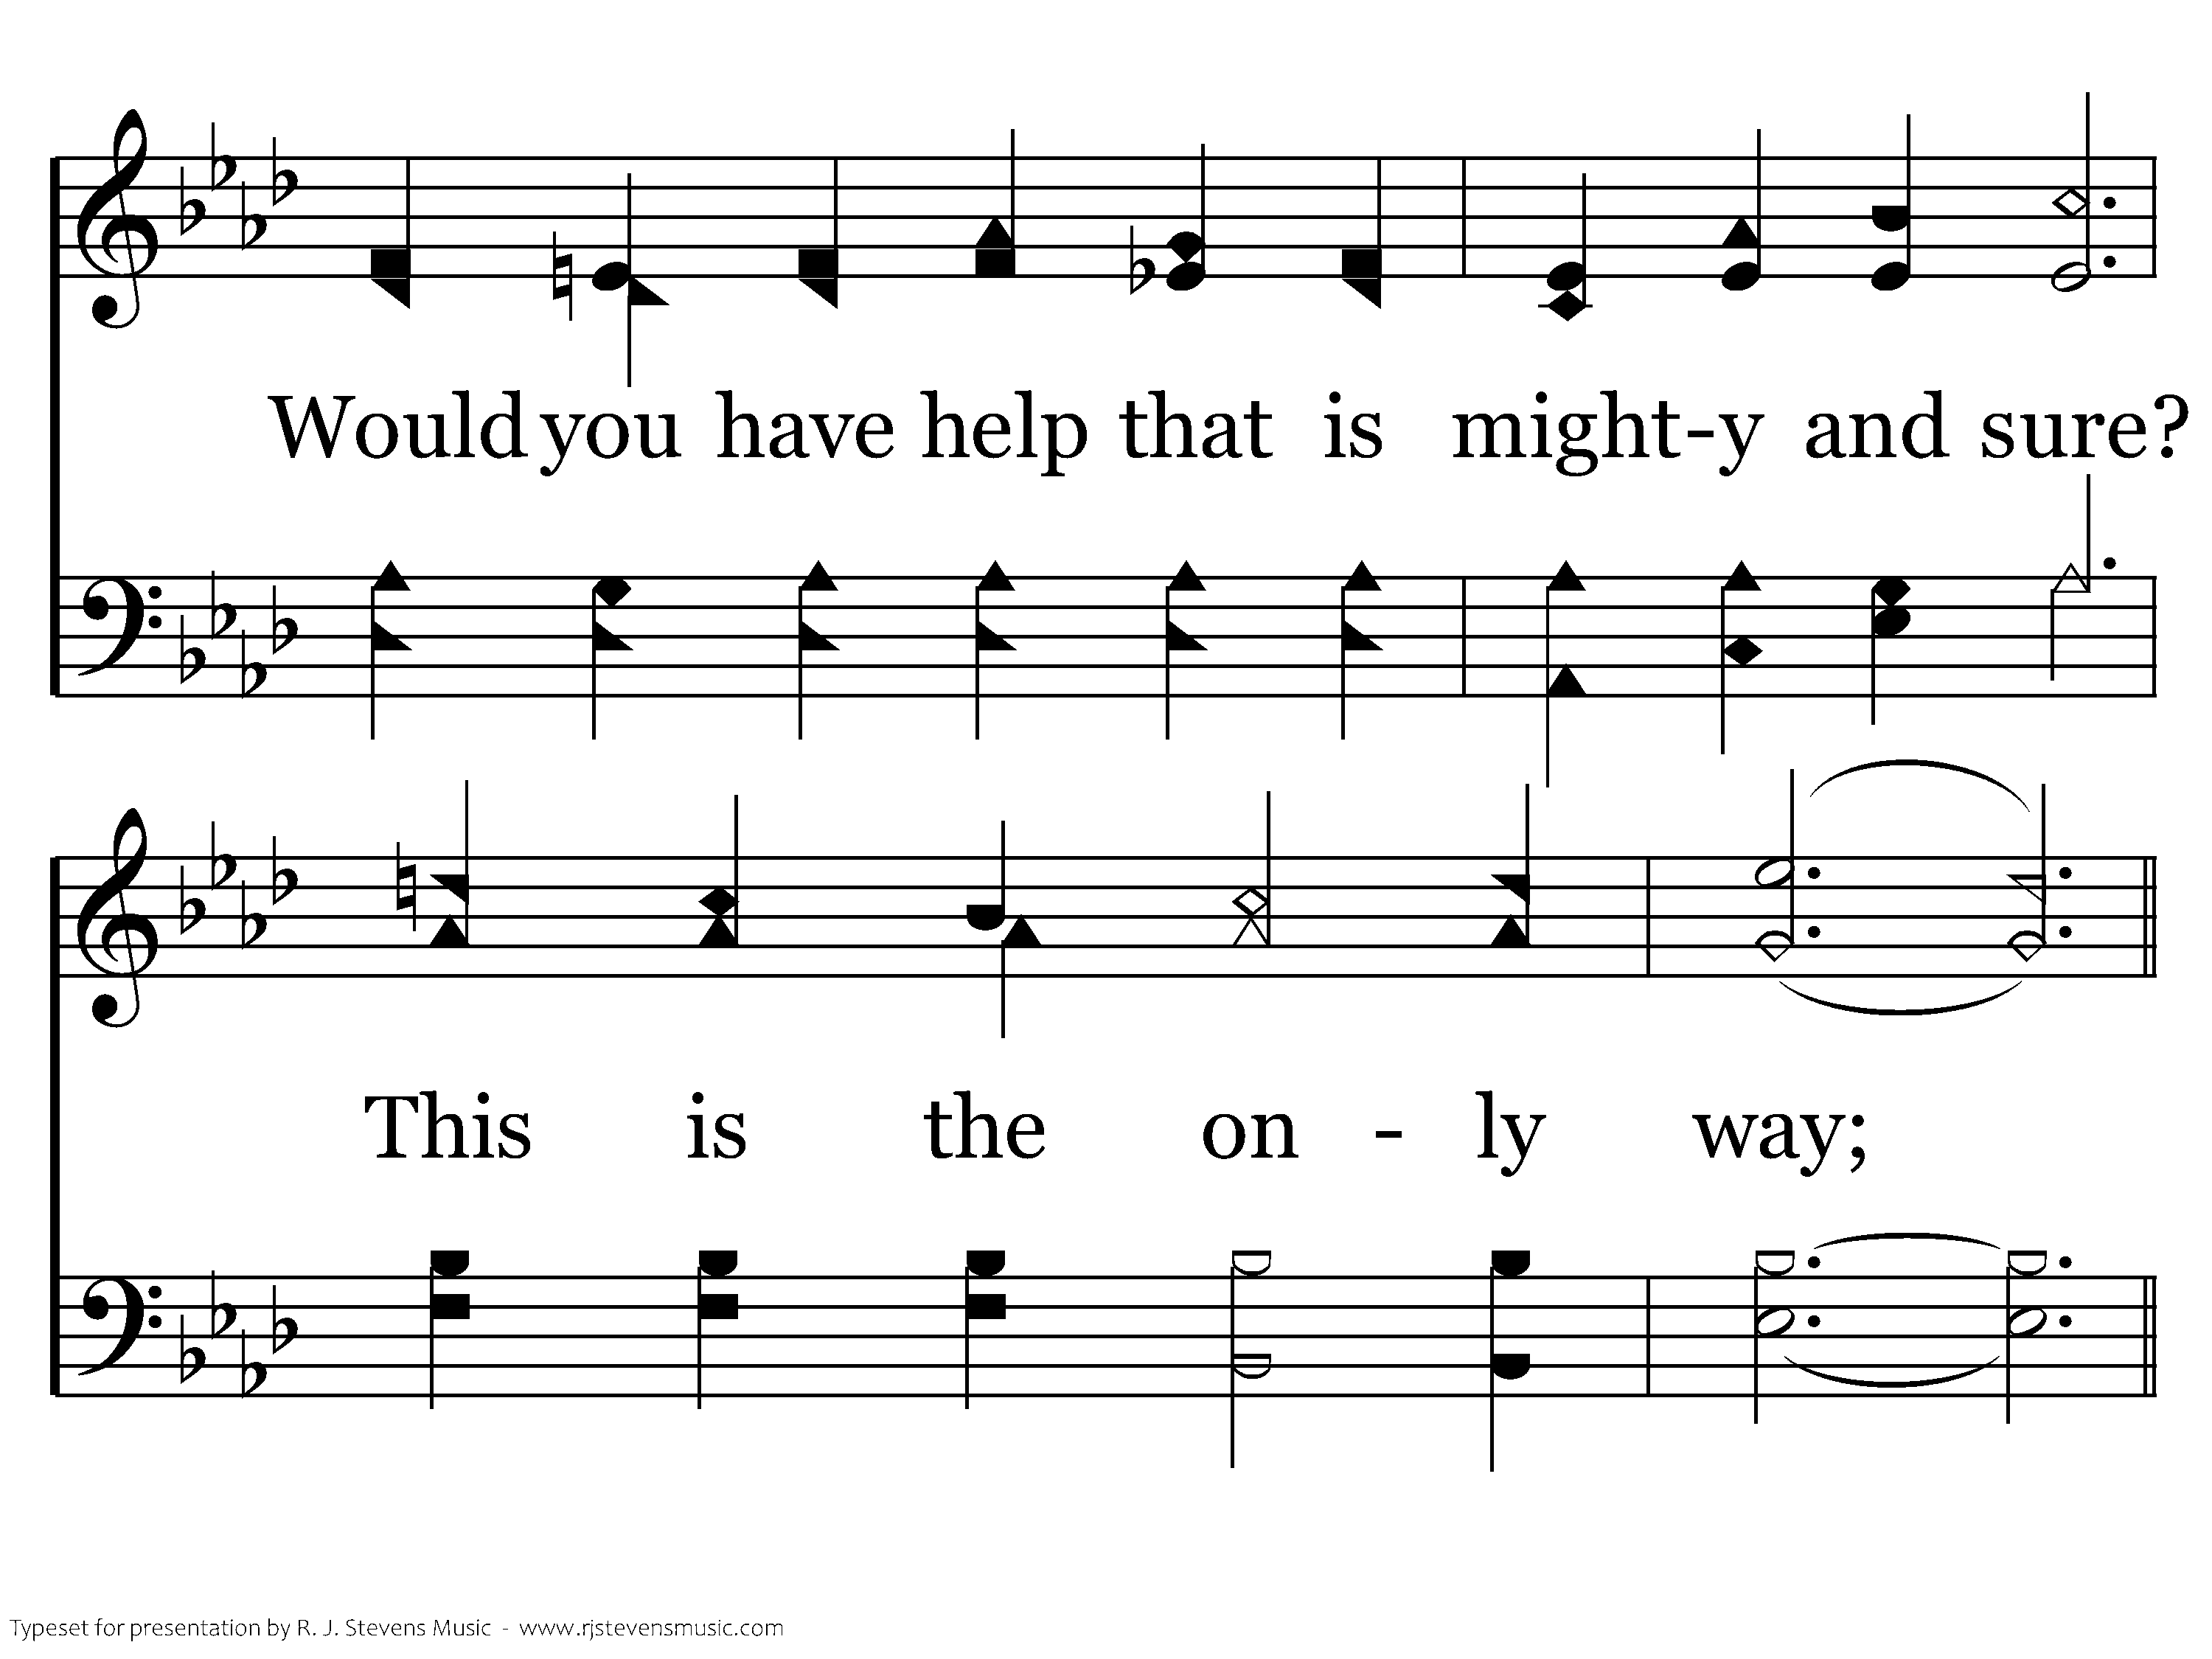 Would you have help that is might-y and sure?
This is the on - ly way;
Typeset for presentation by R. J. Stevens Music - www.rjstevensmusic.com